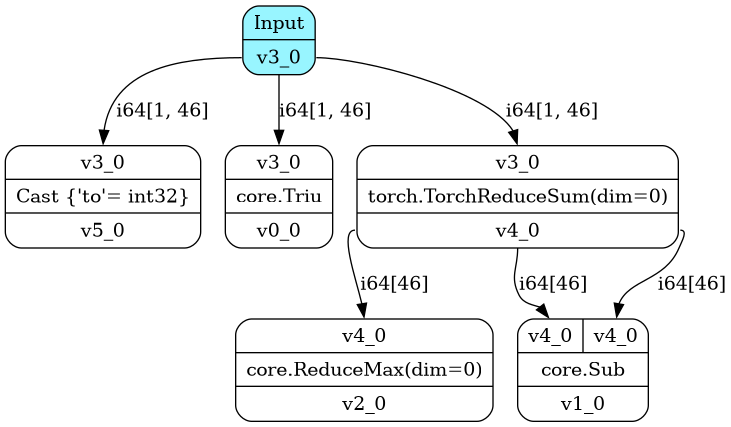 Input
v3_0
i64[1, 46]
i64[1, 46]
i64[1, 46]
v3_0
Cast {'to'= int32}
v5_0
v3_0
core.Triu
v0_0
v3_0
torch.TorchReduceSum(dim=0)
v4_0
i64[46]
i64[46]
i64[46]
v4_0
core.ReduceMax(dim=0)
v2_0
v4_0
v4_0
core.Sub
v1_0